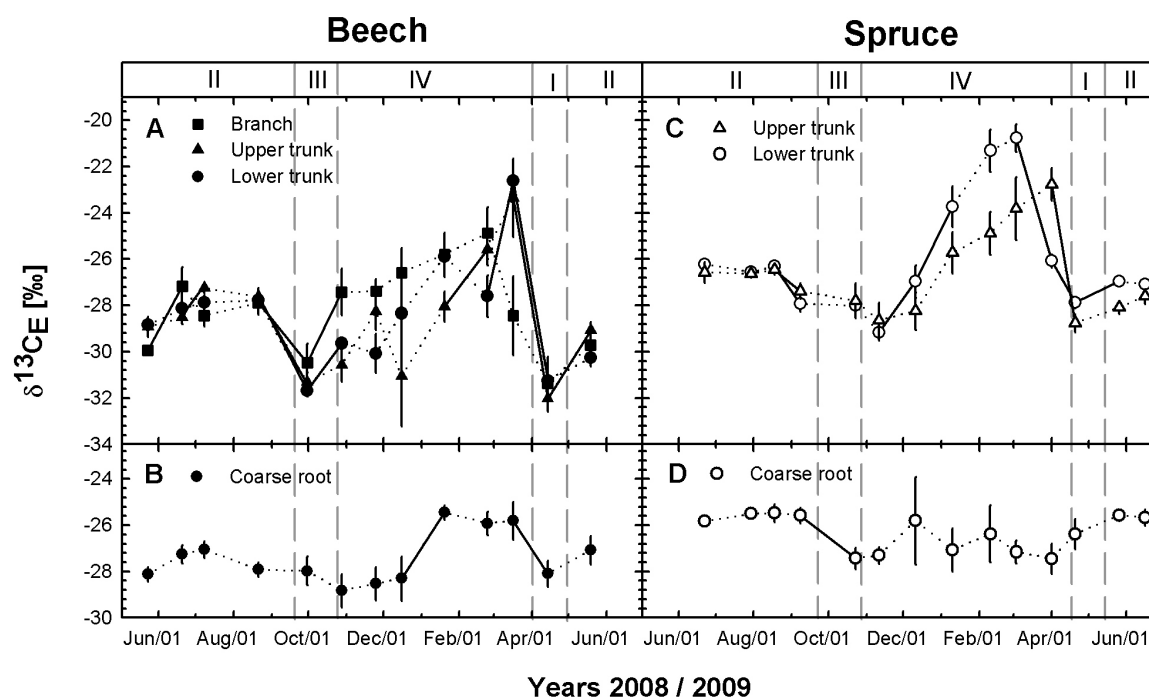 Beech
Spruce
II III IV I II
II III IV I II
A
Branch
Upper trunk
Lower trunk
C
Upper trunk
Lower trunk
-20
-22
-24
-26
-28
-30
-32
-34
δ13CE [‰]
B
Coarse root
D
Coarse root
-24
-26
-28
-30
Jun/01 Aug/01 Oct/01 Dec/01 Feb/01 Apr/01 Jun/01
Jun/01 Aug/01 Oct/01 Dec/01 Feb/01 Apr/01 Jun/01
Years 2008 / 2009